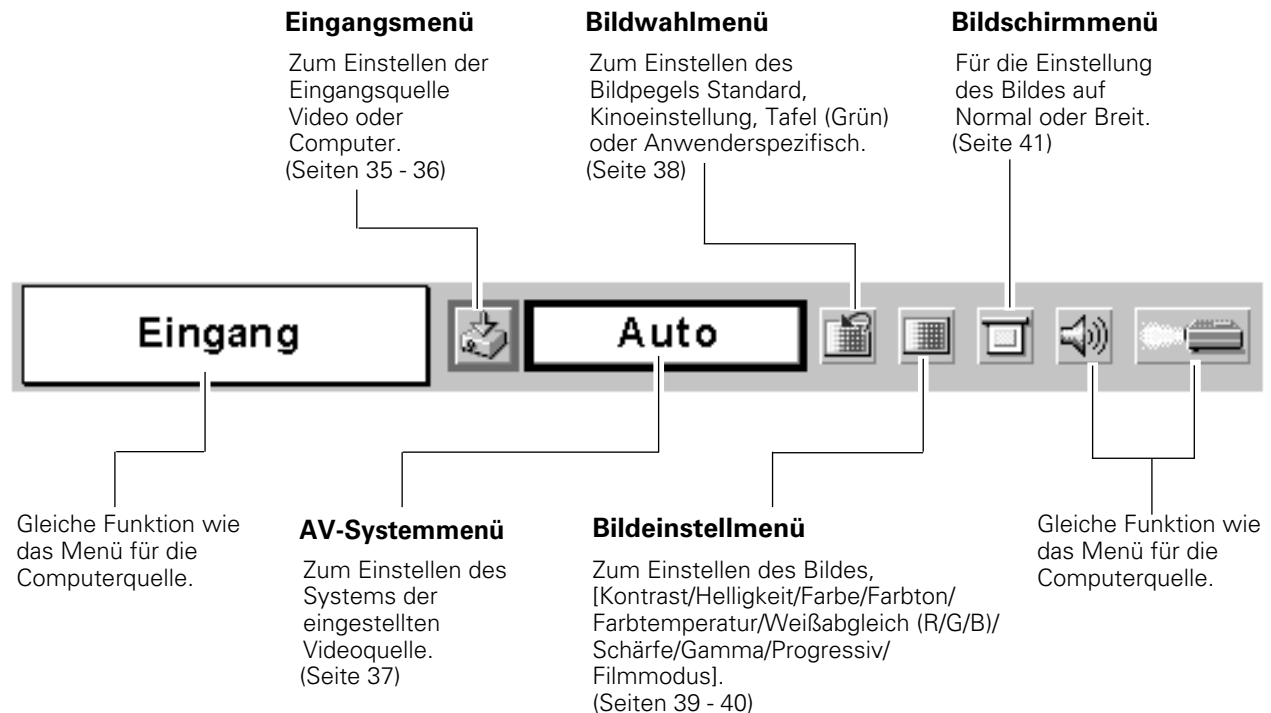 Eingangsmenü
Zum Einstellen der
Eingangsquelle
Video oder
Computer.
(Seiten 35 - 36)
Bildwahlmenü
Zum Einstellen des
Bildpegels Standard,
Kinoeinstellung, Tafel (Grün)
oder Anwenderspezifisch.
(Seite 38)
Bildschirmmenü
Für die Einstellung
des Bildes auf
Normal oder Breit.
(Seite 41)
Eingang
Auto
Gleiche Funktion wie
das Menü für die
Computerquelle.
AV-Systemmenü
Zum Einstellen des
Systems der
eingestellten
Videoquelle.
(Seite 37)
Bildeinstellmenü
Zum Einstellen des Bildes,
[Kontrast/Helligkeit/Farbe/Farbton/
Farbtemperatur/Weißabgleich (R/G/B)/
Schärfe/Gamma/Progressiv/
Filmmodus].
(Seiten 39 - 40)
Gleiche Funktion wie
das Menü für die
Computerquelle.